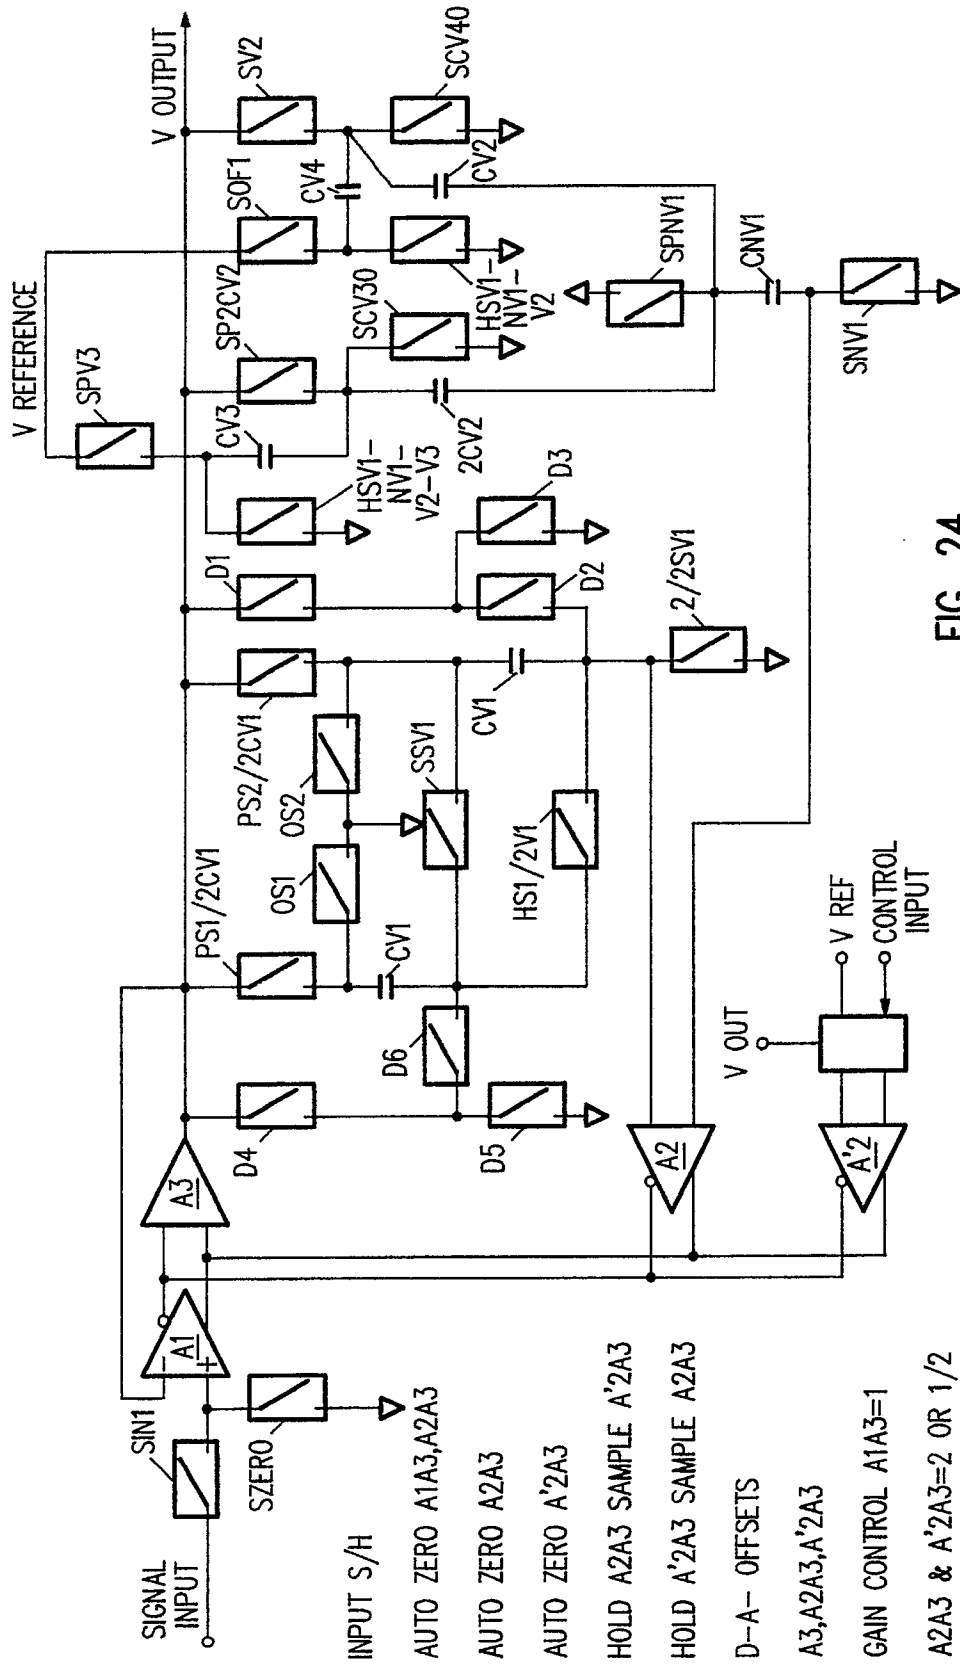 V REFERENCE
V OUTPUT
SPV3
SP2CV2
SOF1
SV2
CV3
SCV30
CV4
SCV40
HSV1-
NV1-
V2-V3
2CV2
HSV1-
NV1-
V2
CV2
SPNV1
CNV1
SNV1
D1
D3
D2
PS2/2CV1
OS2
OS1
PS1/2CV1
SSV1
CV1
CV1
HS1/2V1
2/2SV1
D4
D6
D5
A3
A1
+
-
A2
A'2
V OUT
V REF
CONTROL
INPUT
SIN1
SZERO
SIGNAL
INPUT
INPUT S/H
AUTO ZERO A1A3,A2A3
AUTO ZERO A2A3
AUTO ZERO A'2A3
HOLD A2A3 SAMPLE A'2A3
HOLD A'2A3 SAMPLE A2A3
D-A- OFFSETS
A3,A2A3,A'2A3
GAIN CONTROL A1A3=1
A2A3 & A'2A3=2 OR 1/2
FIG. 24